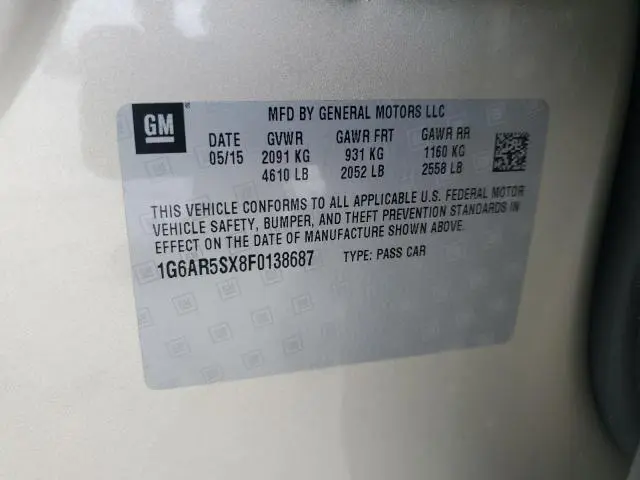 GM
MFD BY GENERAL MOTORS LLC
DATE GVWR GAWR FRT GAWR RR
05/15 2091 KG 931 KG 1160 KG
4610 LB 2052 LB 2558 LB
THIS VEHICLE CONFORMS TO ALL APPLICABLE U.S. FEDERAL MOTOR
VEHICLE SAFETY, BUMPER, AND THEFT PREVENTION STANDARDS IN
EFFECT ON THE DATE OF MANUFACTURE SHOWN ABOVE.
1G6AR5SX8F0138687 TYPE: PASS CAR